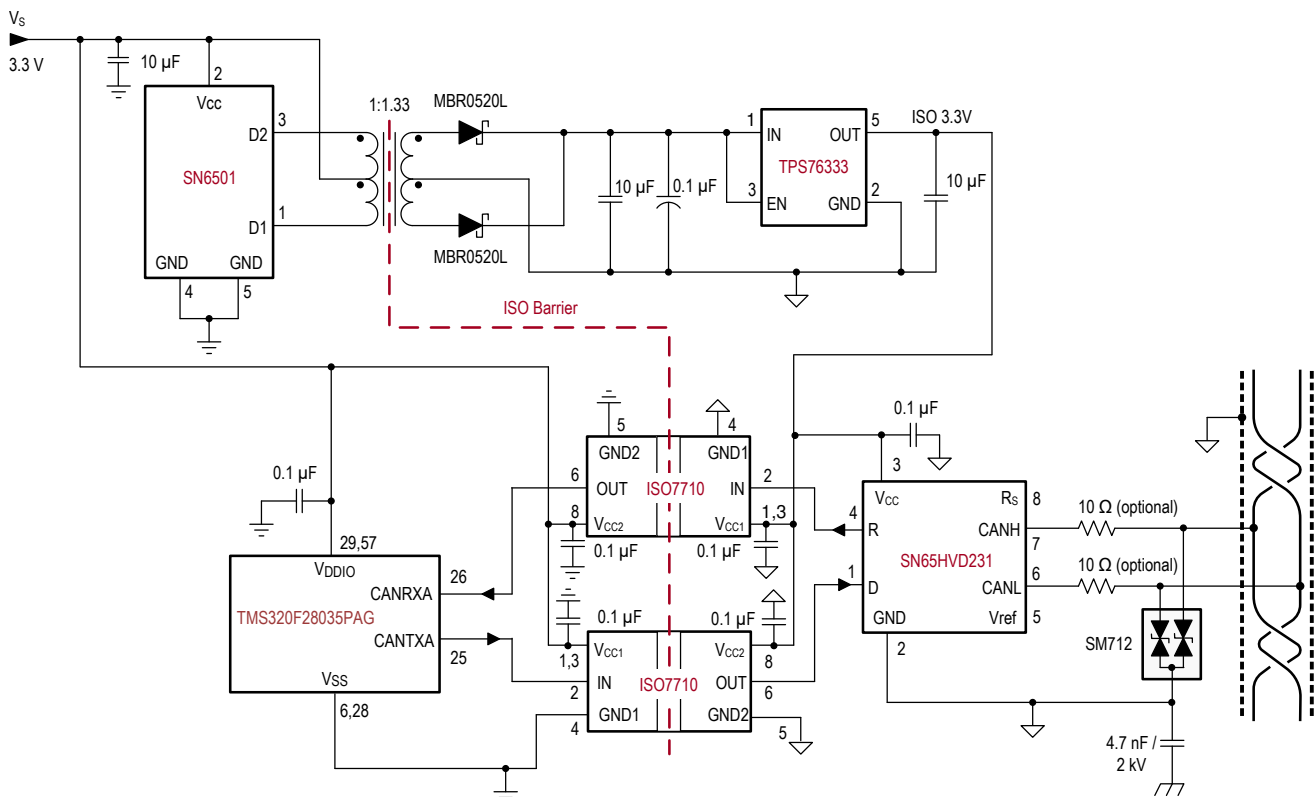 VS
3.3 V
10 µF
2
Vcc
3
D2
SN6501
1
D1
GND
GND
4
5
1:1.33
MBR0520L
MBR0520L
10 µF
0.1 µF
1
IN
OUT
5
TPS76333
3
EN
GND
2
ISO 3.3V
10 µF
ISO Barrier
5
GND2
4
GND1
6
OUT
ISO7710
IN
2
8
VCC2
VCC1
1,3
0.1 µF
0.1 µF
0.1 µF
29,57
VDDIO
CANRXA
26
TMS320F28035PAG
CANTXA
25
VSS
6,28
0.1 µF
0.1 µF
1,3
VCC1
VCC2
8
2
IN
ISO7710
OUT
6
4
GND1
GND2
5
0.1 µF
3
VCC
RS
8
4
R
CANH
7
SN65HVD231
1
D
CANL
6
GND
Vref
5
2
10 Ω (optional)
10 Ω (optional)
SM712
4.7 nF /
2 kV